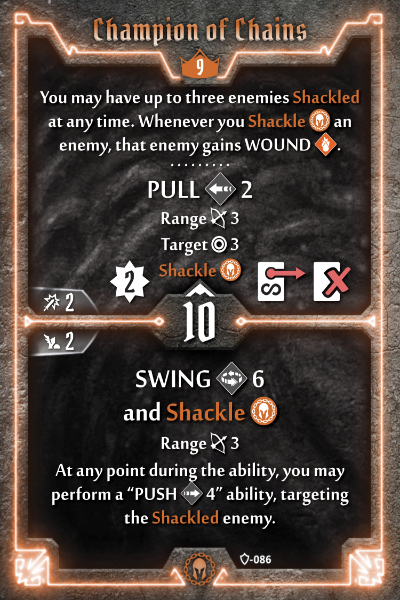 Champion of Chains
9
You may have up to three enemies Shackled
at any time. Whenever you Shackle an
enemy, that enemy gains WOUND .
PULL 2
Range 3
Target 3
Shackle
2
2
10
2
SWING 6
and Shackle
Range 3
At any point during the ability, you may
perform a “PUSH 4” ability, targeting
the Shackled enemy.
-086